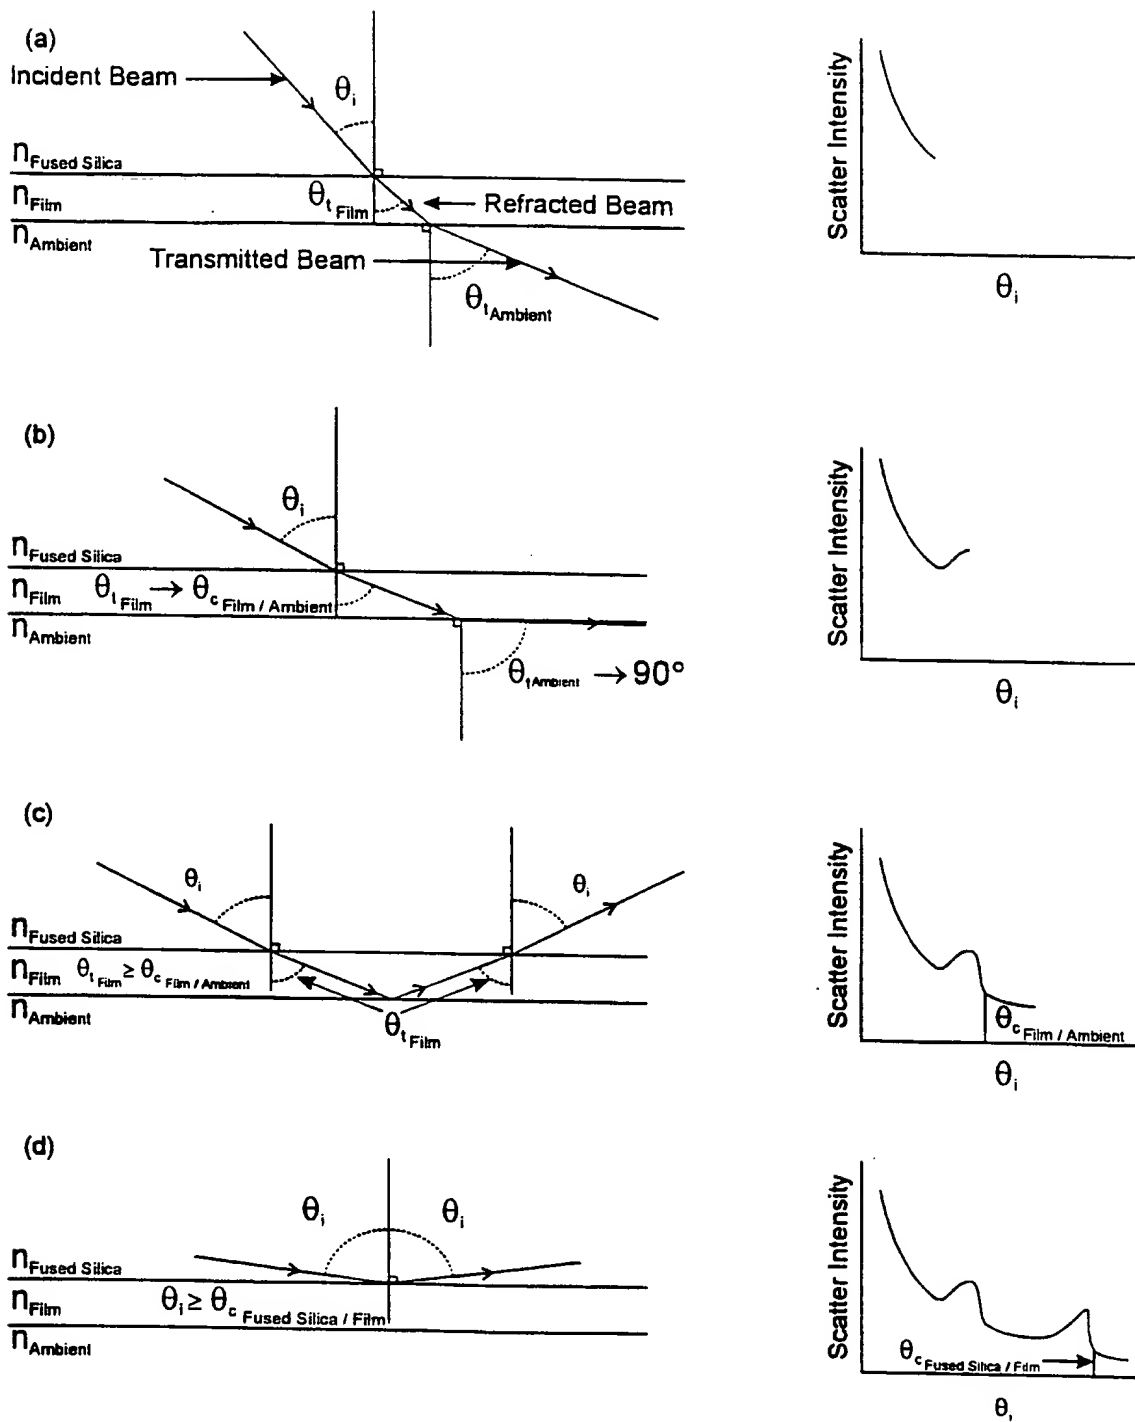 (a)
Incident Beam
θi
nFused Silica
nFilm
θt Film
Refracted Beam
nAmbient
Transmitted Beam
θt Ambient
Scatter Intensity
θi
(b)
θi
nFused Silica
nFilm θt Film → θc Film / Ambient
nAmbient
θt Ambient → 90°
Scatter Intensity
θi
(c)
θi
θi
nFused Silica
nFilm θt Film ≥ θc Film / Ambient
nAmbient
θt Film
Scatter Intensity
θc Film / Ambient
θi
(d)
θi
θi
nFused Silica
nFilm
θi ≥ θc Fused Silica / Film
nAmbient
Scatter Intensity
θc Fused Silica / Film
θi